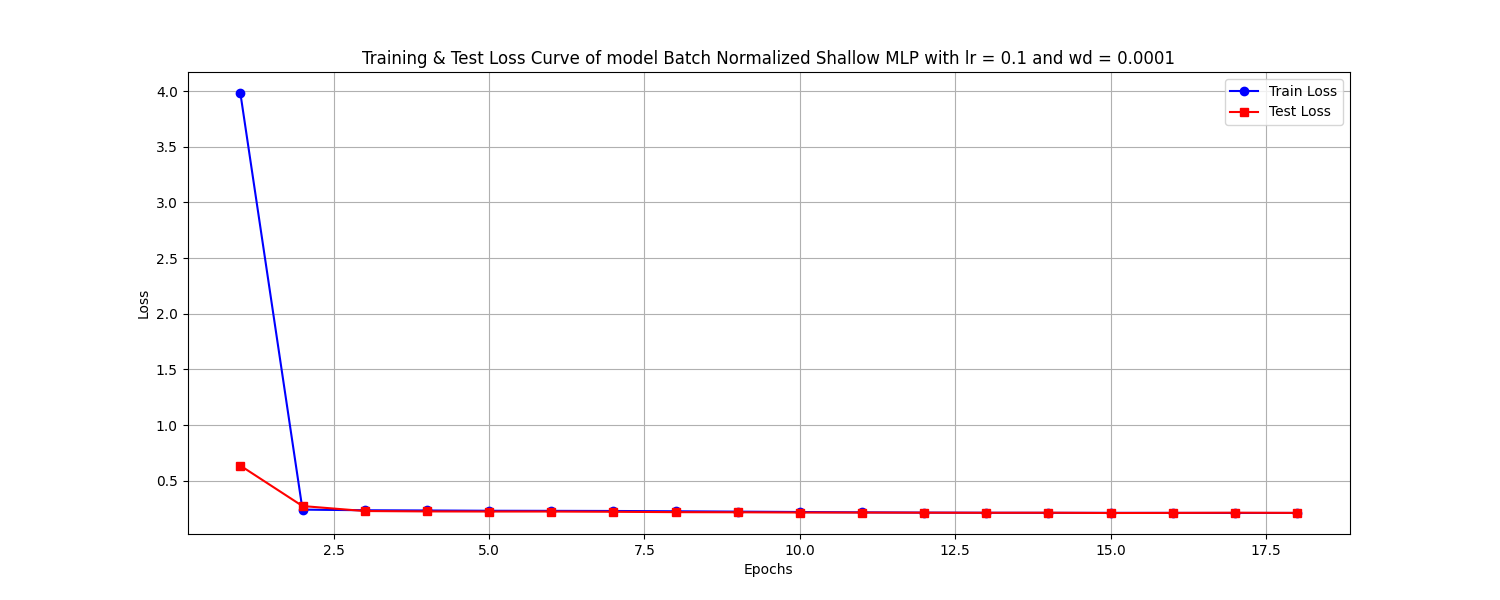 Training & Test Loss Curve of model Batch Normalized Shallow MLP with lr = 0.1 and wd = 0.0001
Train Loss
Test Loss
4.0
3.5
3.0
2.5
2.0
1.5
1.0
0.5
Loss
2.5 5.0 7.5 10.0 12.5 15.0 17.5
Epochs